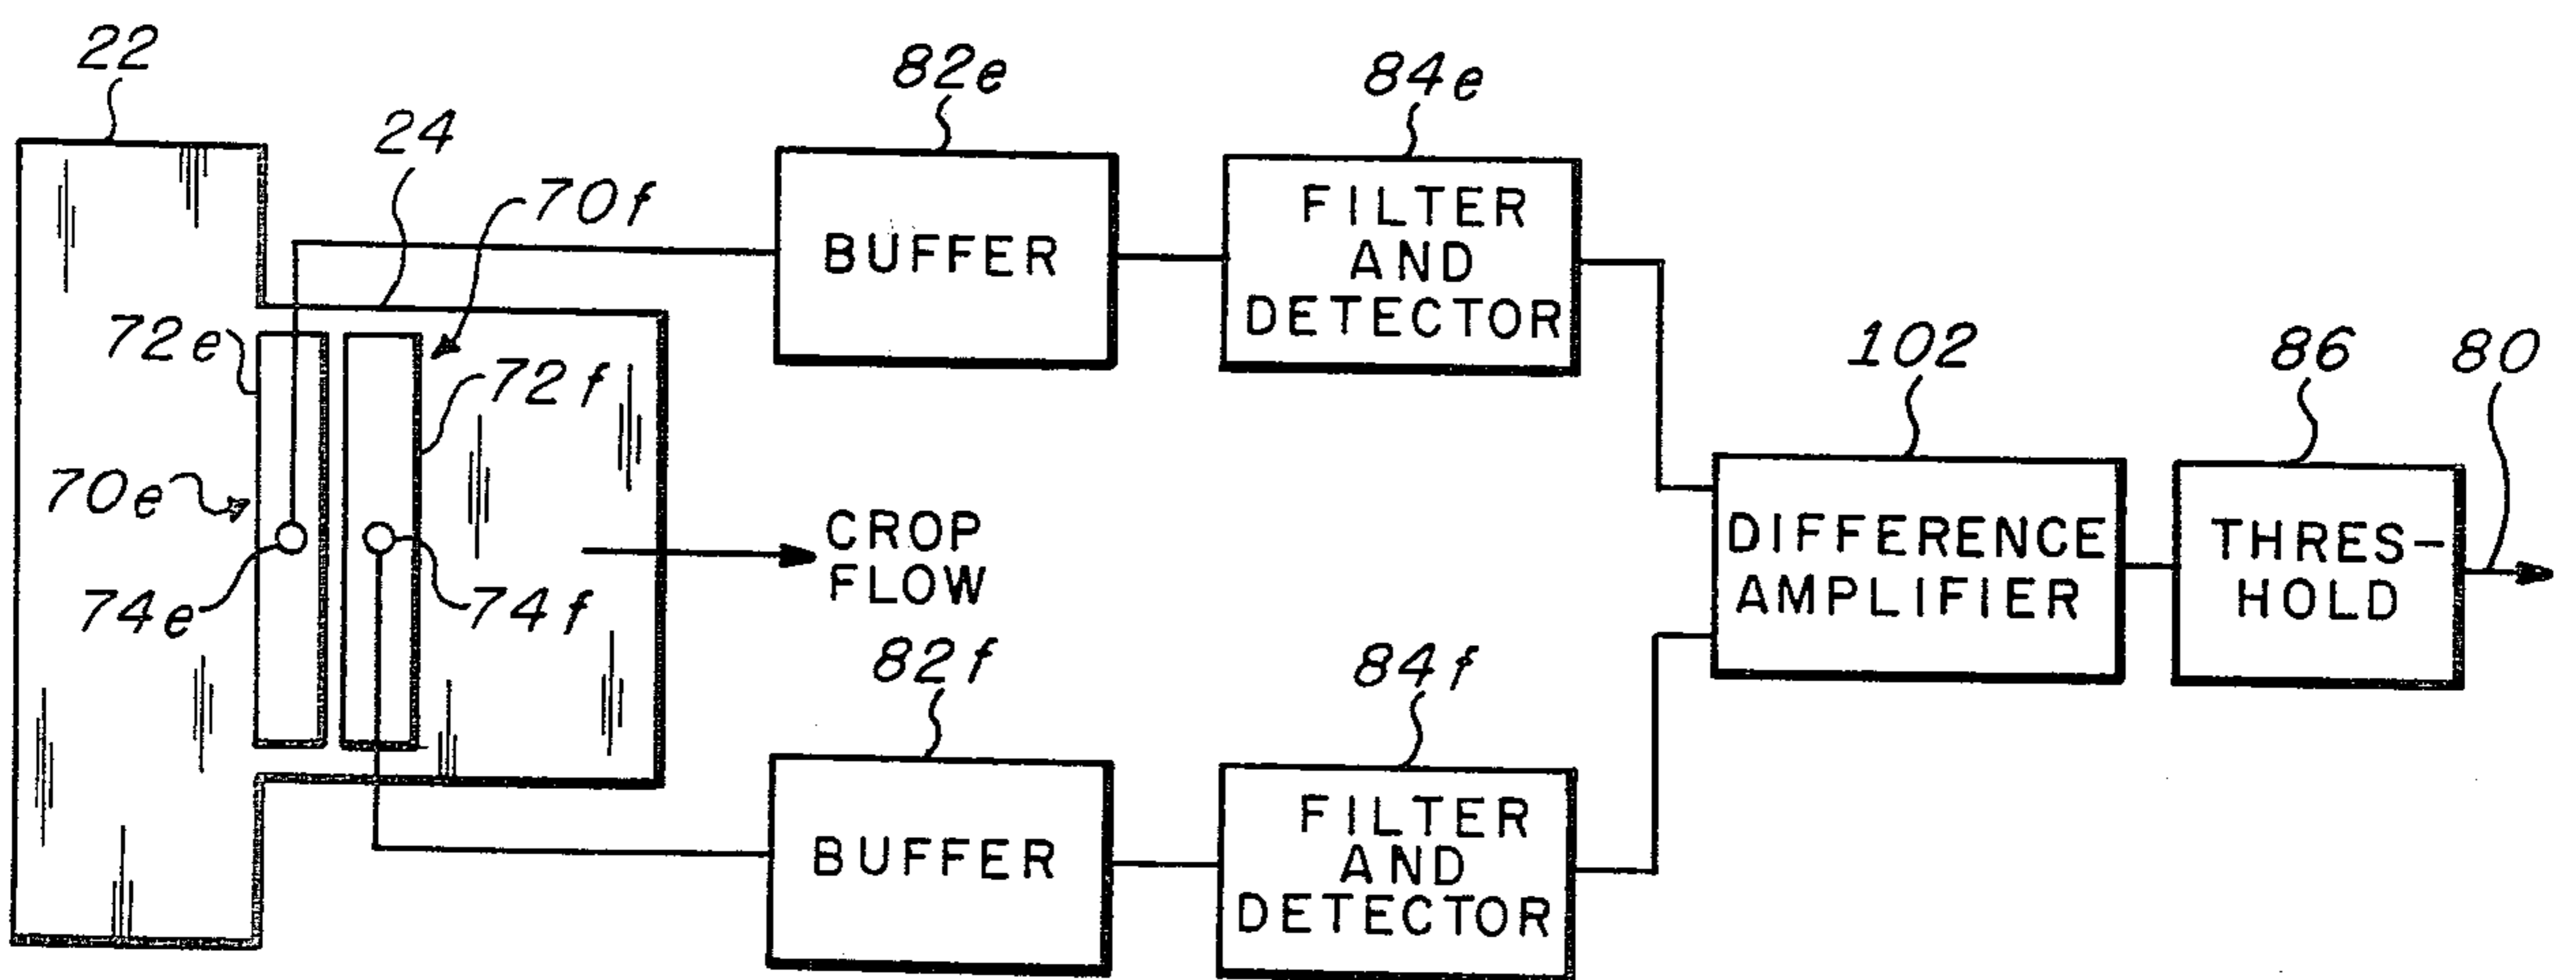 22
24
70f
82e
84e
BUFFER
FILTER
AND
DETECTOR
72e
72f
70e
74e
74f
CROP
FLOW
102
86
80
DIFFERENCE
AMPLIFIER
THRES-
HOLD
82f
84f
BUFFER
FILTER
AND
DETECTOR